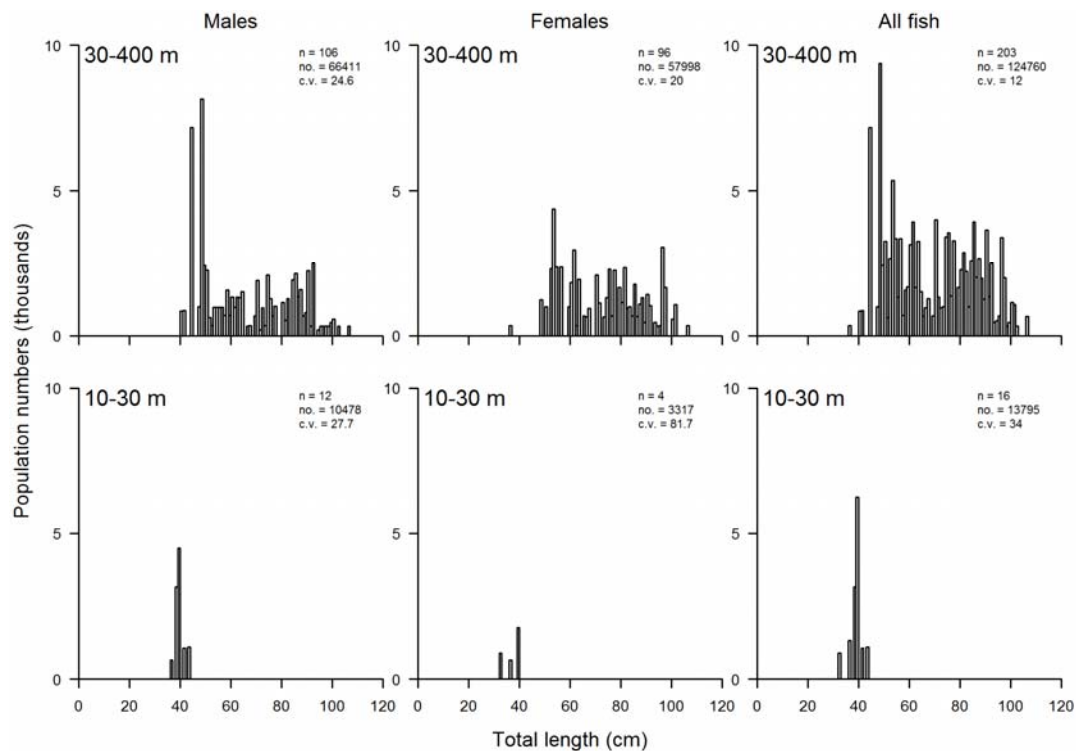 Males
Females
All fish
Population numbers (thousands)
10
5
0
30-400 m
n = 106
no. = 66411
c.v. = 24.6
10
5
0
30-400 m
n = 96
no. = 57998
c.v. = 20
10
5
0
30-400 m
n = 203
no. = 124760
c.v. = 12
Population numbers (thousands)
10
5
0
10-30 m
n = 12
no. = 10478
c.v. = 27.7
0 20 40 60 80 100 120
10
5
0
10-30 m
n = 4
no. = 3317
c.v. = 81.7
0 20 40 60 80 100 120
10
5
0
10-30 m
n = 16
no. = 13795
c.v. = 34
0 20 40 60 80 100 120
Total length (cm)